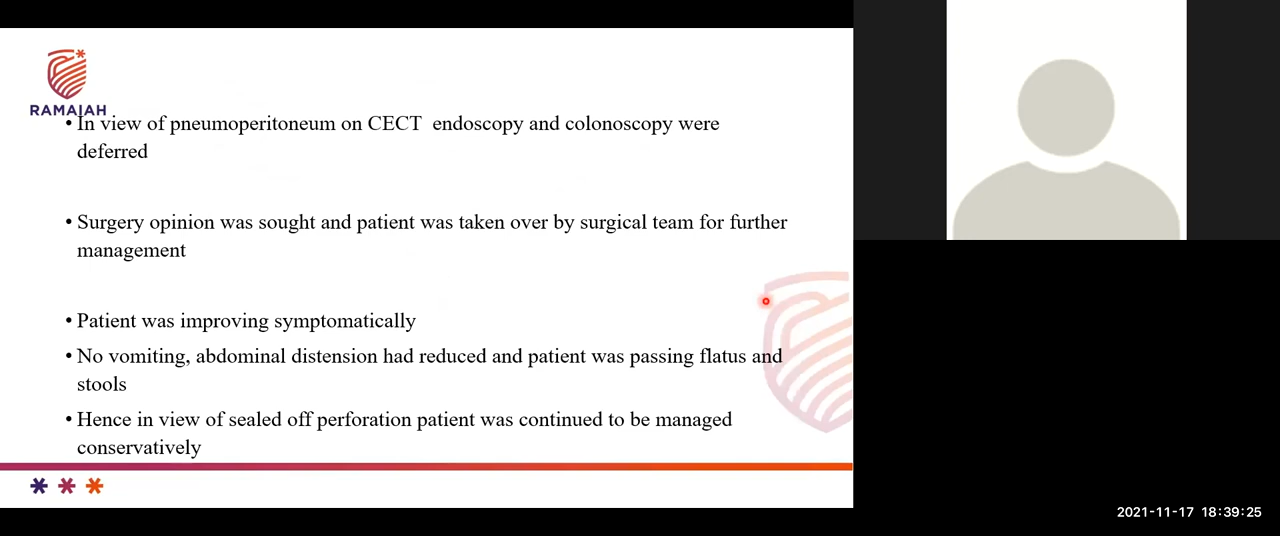 RAMAIAH
• In view of pneumoperitoneum on CECT endoscopy and colonoscopy were
deferred
• Surgery opinion was sought and patient was taken over by surgical team for further
management
• Patient was improving symptomatically
• No vomiting, abdominal distension had reduced and patient was passing flatus and
stools
• Hence in view of sealed off perforation patient was continued to be managed
conservatively
2021-11-17 18:39:25